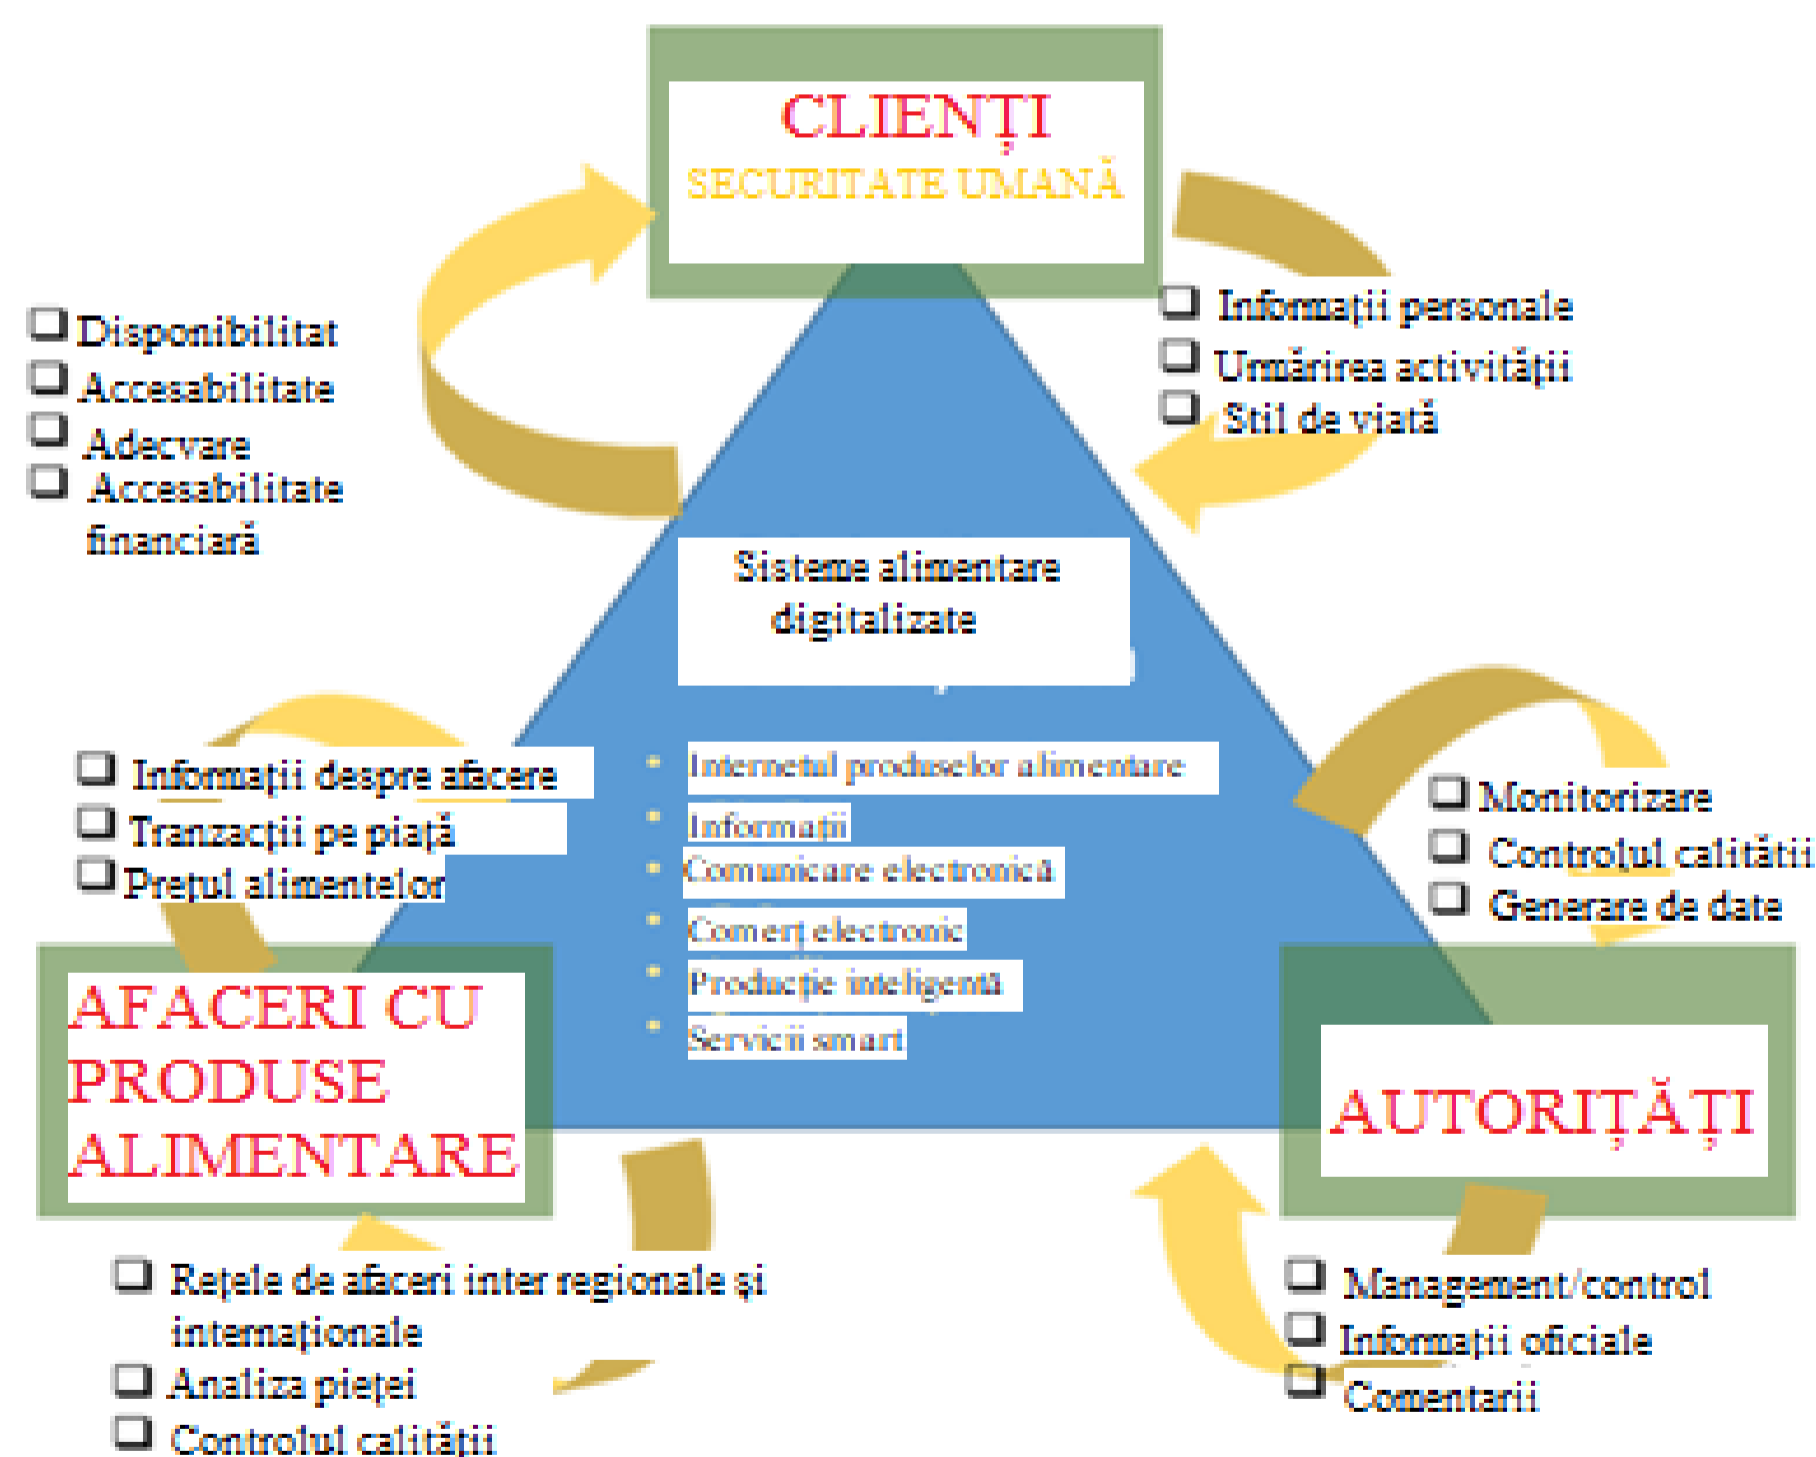 CLIENȚI
SECURITATE UMANĂ
Disponibilitat
Accesabilitate
Adecvare
Accesabilitate
financiară
Informații personale
Urmărirea activității
Stil de viată
Sisteme alimentare
digitalizate
Internetul produselor alimentare
Informații
Comunicare electronică
Comerț electronic
Producție inteligentă
Servicii smart
Informații despre afacere
Tranzacții pe piață
Prețul alimentelor
Monitorizare
Controlul calității
Generare de date
AFACERI CU
PRODUSE
ALIMENTARE
AUTORIȚĂȚI
Rețele de afaceri inter regionale și
internaționale
Analiza pieței
Controlul calității
Management/control
Informații oficiale
Comentarii